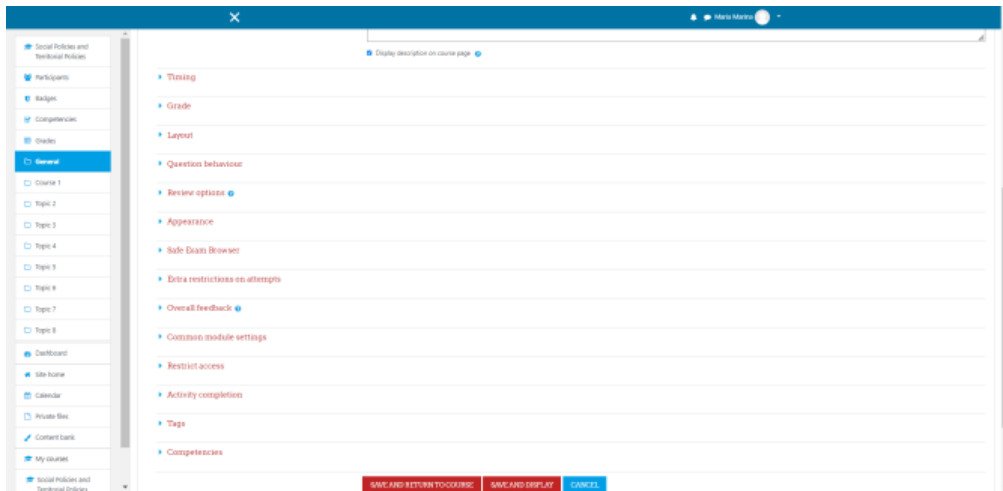 Maria Marino
Social Policies and
Territorial Policies
Participants
Badges
Competencies
Grades
General
Course 1
Topic 2
Topic 3
Topic 4
Topic 5
Topic 6
Topic 7
Topic 8
Dashboard
Site home
Calendar
Private files
Content bank
My courses
Social Policies and
Territorial Policies
Display description on course page
Timing
Grade
Layout
Question behaviour
Review options
Appearance
Safe Exam Browser
Extra restrictions on attempts
Overall feedback
Common module settings
Restrict access
Activity completion
Tags
Competencies
SAVE AND RETURN TO COURSE SAVE AND DISPLAY CANCEL